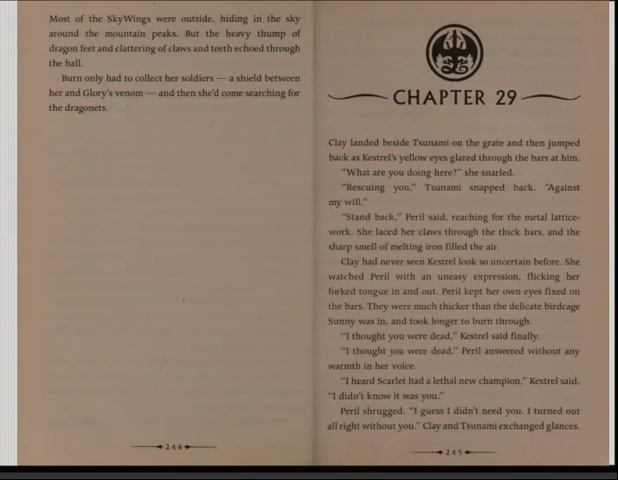 Most of the SkyWings were outside, hiding in the sky
around the mountain peaks. But the heavy thump of
dragon feet and clattering of claws and teeth echoed through
the hall.
Burn only had to collect her soldiers — a shield between
her and Glory's venom — and then she'd come searching for
the dragonets.
244
CHAPTER 29
Clay landed beside Tsunami on the grate and then jumped
back as Kestrel's yellow eyes glared through the bars at him.
"What are you doing here?" she snarled.
"Rescuing you," Tsunami snapped back. "Against
my will."
"Stand back," Peril said, reaching for the metal lattice-
work. She laced her claws through the thick bars, and the
sharp smell of melting iron filled the air.
Clay had never seen Kestrel look so uncertain before. She
watched Peril with an uneasy expression, flicking her
forked tongue in and out. Peril kept her own eyes fixed on
the bars. They were much thicker than the delicate birdcage
Sunny was in, and took longer to burn through.
"I thought you were dead," Kestrel said finally.
"I thought you were dead," Peril answered without any
warmth in her voice.
"I heard Scarlet had a lethal new champion," Kestrel said.
"I didn't know it was you."
Peril shrugged. "I guess I didn't need you. I turned out
all right without you." Clay and Tsunami exchanged glances.
245